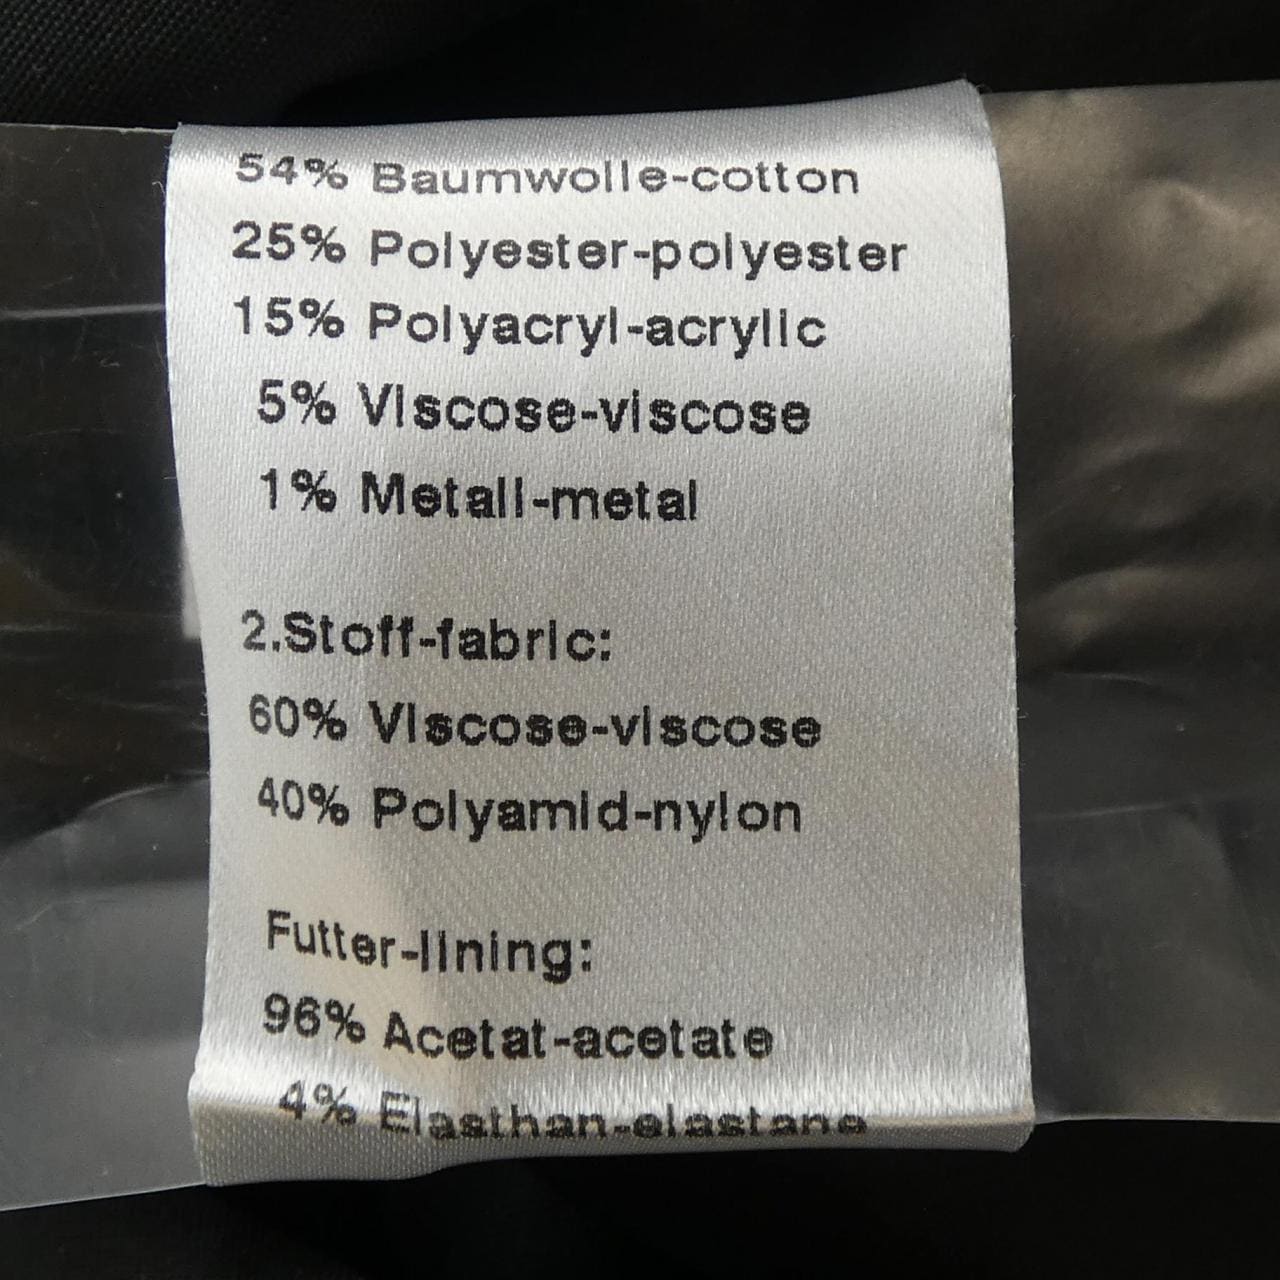 54% Baumwolle-cotton
25% Polyester-polyester
15% Polyacryl-acrylic
5% Viscose-viscose
1% Metall-metal
2.Stoff-fabric:
60% Viscose-viscose
40% Polyamid-nylon
Futter-lining:
96% Acetat-acetate
4% Elasthan-elastane